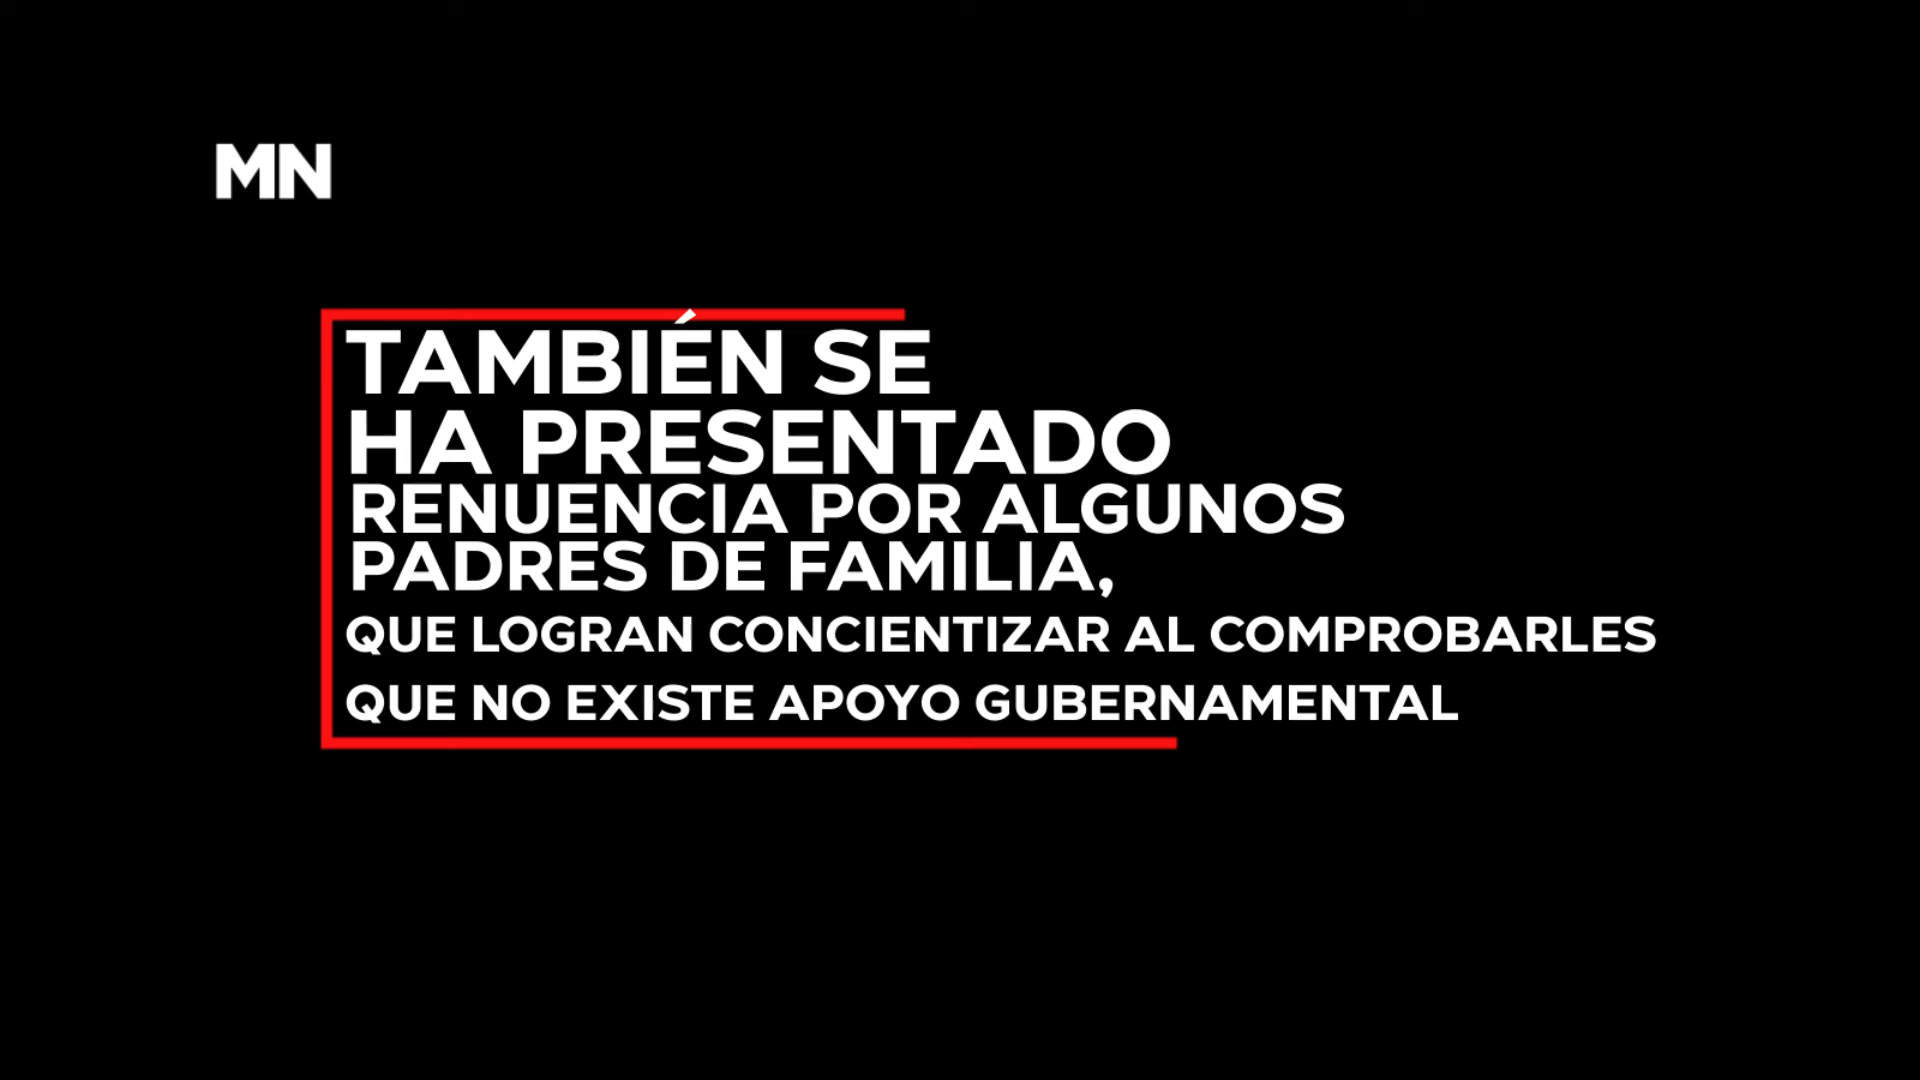 MN
TAMBIÉN SE
HA PRESENTADO
RENUENCIA POR ALGUNOS
PADRES DE FAMILIA,
QUE LOGRAN CONCIENTIZAR AL COMPROBARLES
QUE NO EXISTE APOYO GUBERNAMENTAL